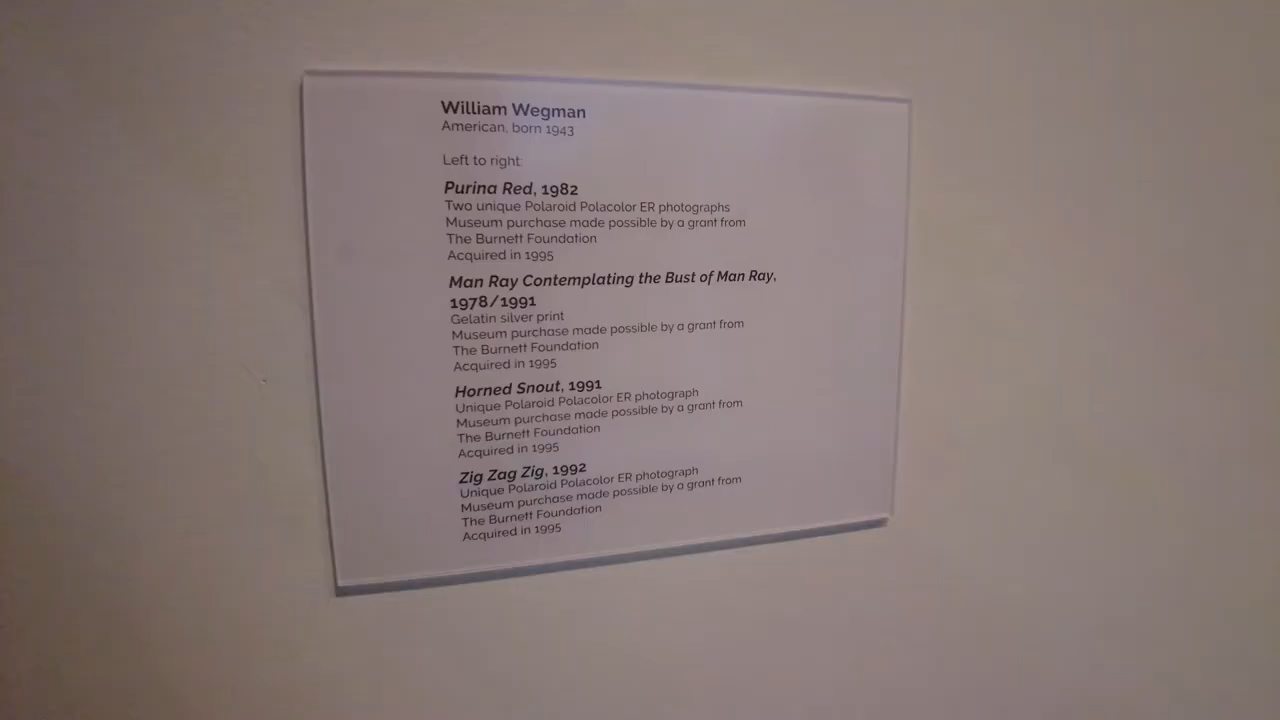 William Wegman
American, born 1943
Left to right:
Purina Red, 1982
Two unique Polaroid Polacolor ER photographs
Museum purchase made possible by a grant from
The Burnett Foundation
Acquired in 1995
Man Ray Contemplating the Bust of Man Ray,
1978/1991
Gelatin silver print
Museum purchase made possible by a grant from
The Burnett Foundation
Acquired in 1995
Horned Snout, 1991
Unique Polaroid Polacolor ER photograph
Museum purchase made possible by a grant from
The Burnett Foundation
Acquired in 1995
Zig Zag Zig, 1992
Unique Polaroid Polacolor ER photograph
Museum purchase made possible by a grant from
The Burnett Foundation
Acquired in 1995